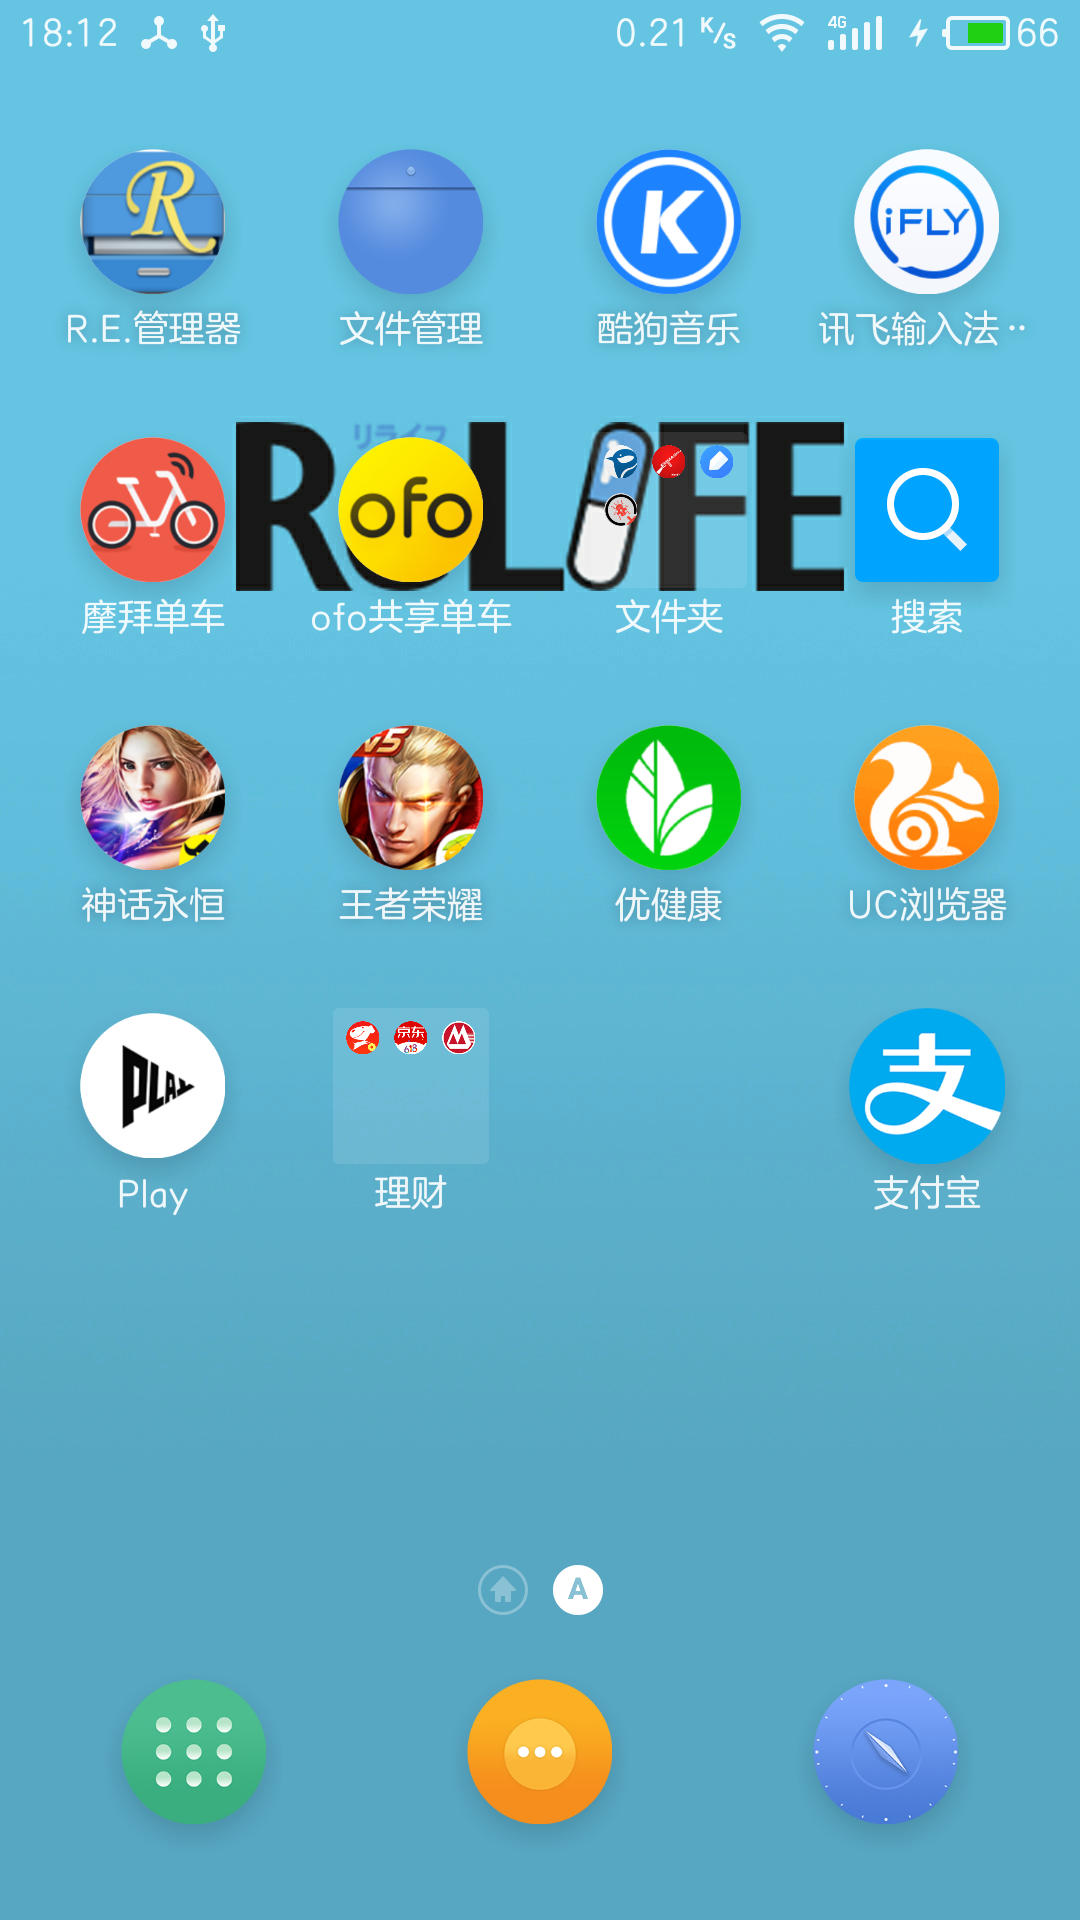 18:12 0.21 K/s 4G 66
R
K
iFLY
R.E.管理器 文件管理 酷狗音乐 讯飞输入法 ··
リライフ
ReLIFE
ofo
摩拜单车 ofo共享单车 文件夹 搜索
V5
神话永恒 王者荣耀 优健康 UC浏览器
PLAY
京东
618
支
Play 理财 支付宝
A